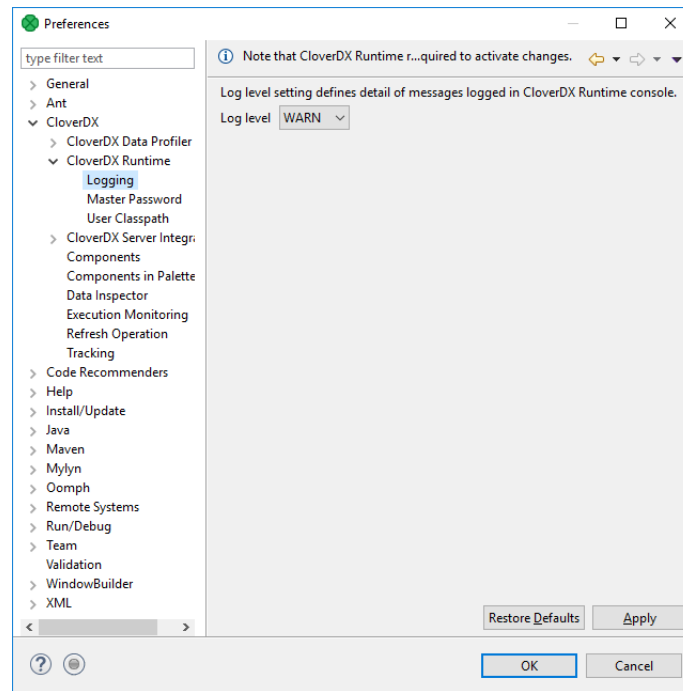 Preferences
type filter text
Note that CloverDX Runtime r...quired to activate changes.
General
Ant
CloverDX
CloverDX Data Profiler
CloverDX Runtime
Logging
Master Password
User Classpath
CloverDX Server Integra
Components
Components in Palette
Data Inspector
Execution Monitoring
Refresh Operation
Tracking
Code Recommenders
Help
Install/Update
Java
Maven
Mylyn
Oomph
Remote Systems
Run/Debug
Team
Validation
WindowBuilder
XML
Log level setting defines detail of messages logged in CloverDX Runtime console.
Log level WARN
Restore Defaults Apply
OK Cancel